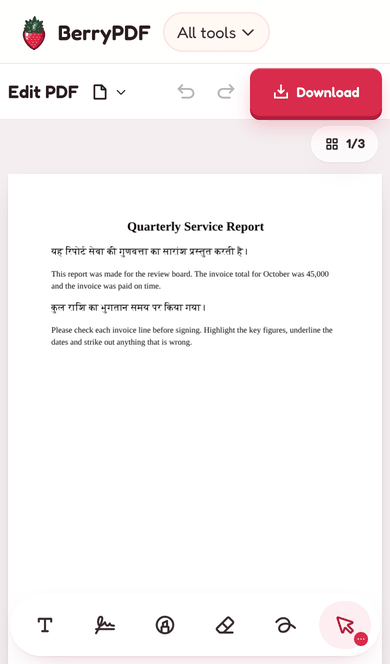 BerryPDF
All tools
Edit PDF
Download
1/3
Quarterly Service Report
यह रिपोर्ट सेवा की गुणवत्ता का सारांश प्रस्तुत करती है।
This report was made for the review board. The invoice total for October was 45,000
and the invoice was paid on time.
कुल राशि का भुगतान समय पर किया गया।
Please check each invoice line before signing. Highlight the key figures, underline the
dates and strike out anything that is wrong.